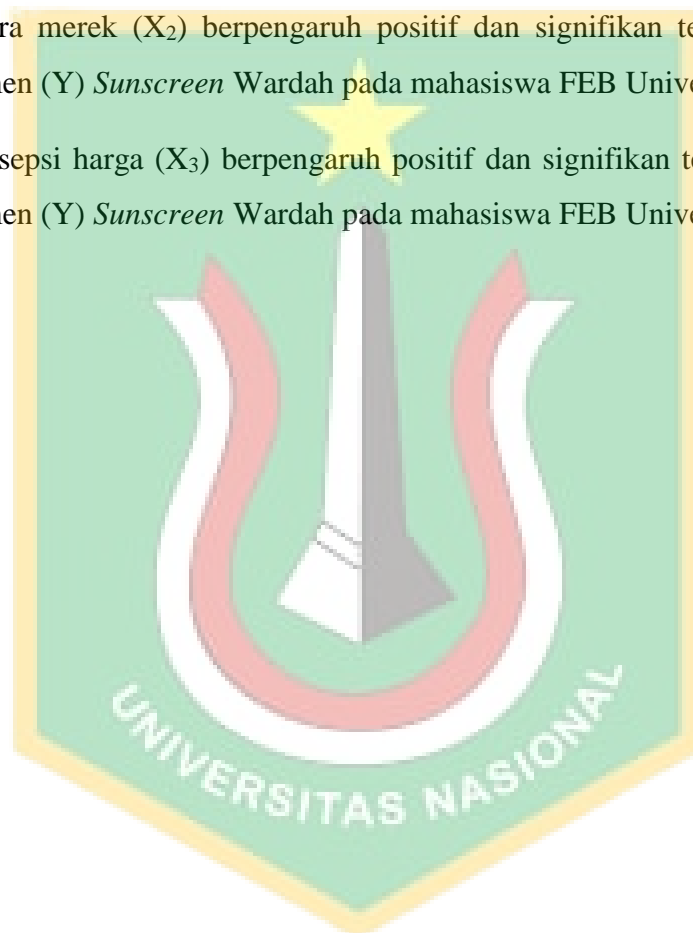 ra merek (X₂) berpengaruh positif dan signifikan te
en (Y) Sunscreen Wardah pada mahasiswa FEB Unive
sepsi harga (X₃) berpengaruh positif dan signifikan te
en (Y) Sunscreen Wardah pada mahasiswa FEB Unive
UNIVERSITAS NASIONAL